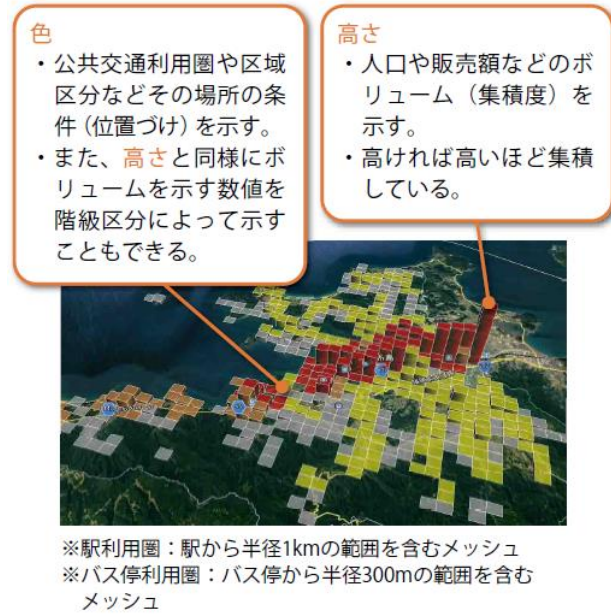 色
・公共交通利用圏や区域
区分などその場所の条
件（位置づけ）を示す。
・また、高さと同様にボ
リュームを示す数値を
階級区分によって示す
こともできる。
高さ
・人口や販売額などのボ
リューム（集積度）を
示す。
・高ければ高いほど集積
している。
※駅利用圏：駅から半径1kmの範囲を含むメッシュ
※バス停利用圏：バス停から半径300mの範囲を含む
メッシュ